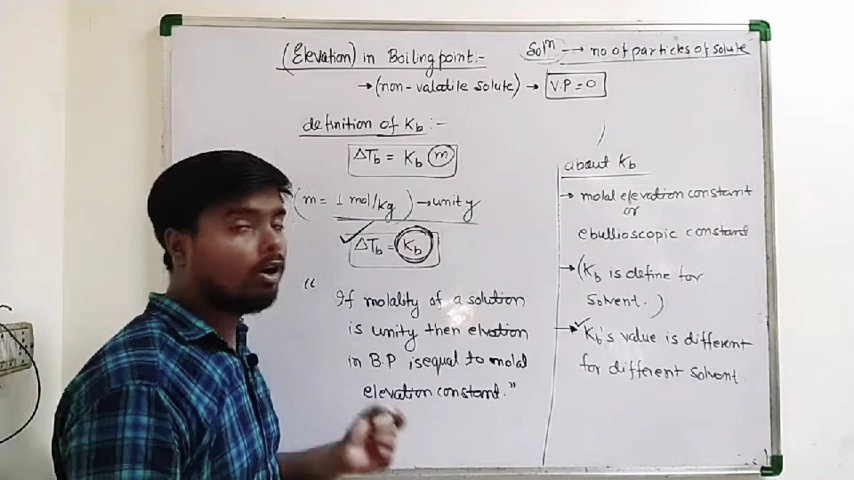 (Elevation) in Boiling point:-
Solⁿ → no of particles of solute
→ (non-valatile solute) → V.P = 0
definition of Kb :-
ΔTb = Kb m
(m = 1 mol/kg) → unity
ΔTb = Kb
“ If molality of a solution
is unity then elvation
in B.P is equal to molal
elevation constant.”
about Kb
→ molal elevation constant
or
ebullioscopic constand
→ (Kb is define for
solvent.)
→ Kb's value is different
for different solvent